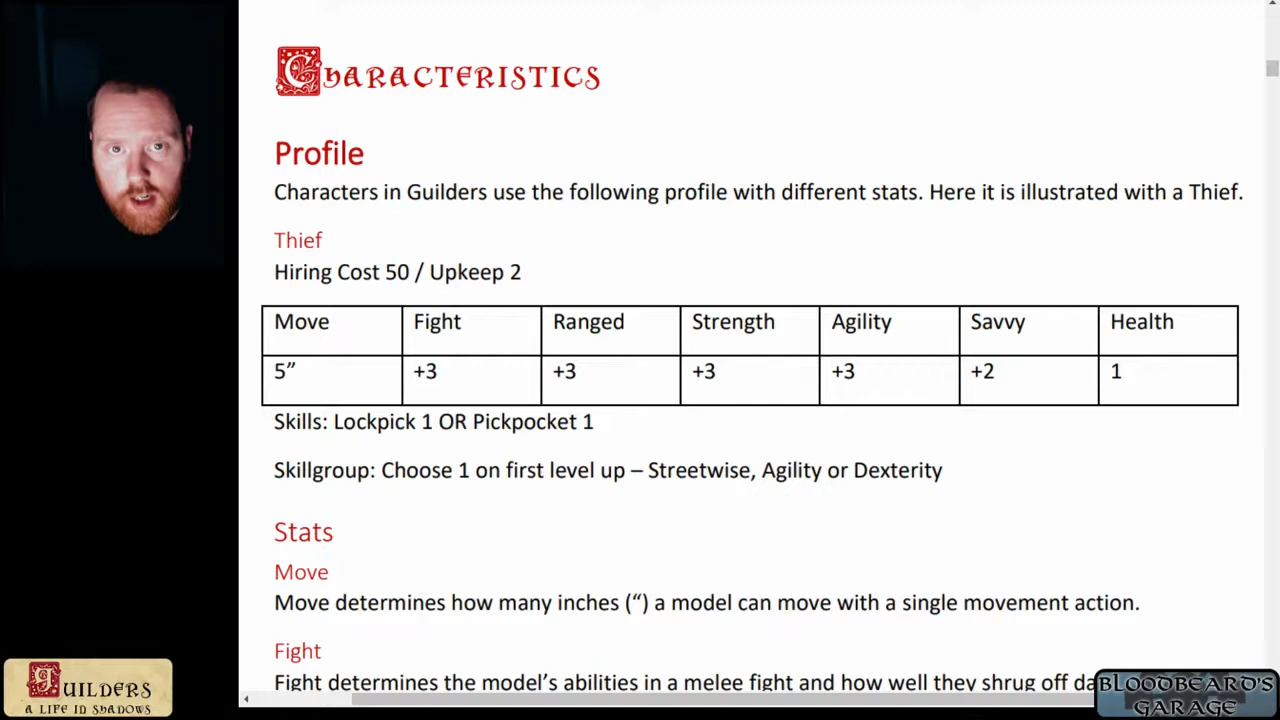 CHARACTERISTICS
Profile
Characters in Guilders use the following profile with different stats. Here it is illustrated with a Thief.
Thief
Hiring Cost 50 / Upkeep 2
Move Fight Ranged Strength Agility Savvy Health
5” +3 +3 +3 +3 +2 1
Skills: Lockpick 1 OR Pickpocket 1
Skillgroup: Choose 1 on first level up – Streetwise, Agility or Dexterity
Stats
Move
Move determines how many inches (“) a model can move with a single movement action.
Fight
Fight determines the model’s abilities in a melee fight and how well they shrug off
GUILDERS
A LIFE IN SHADOWS
BLOODBEARD'S
GARAGE